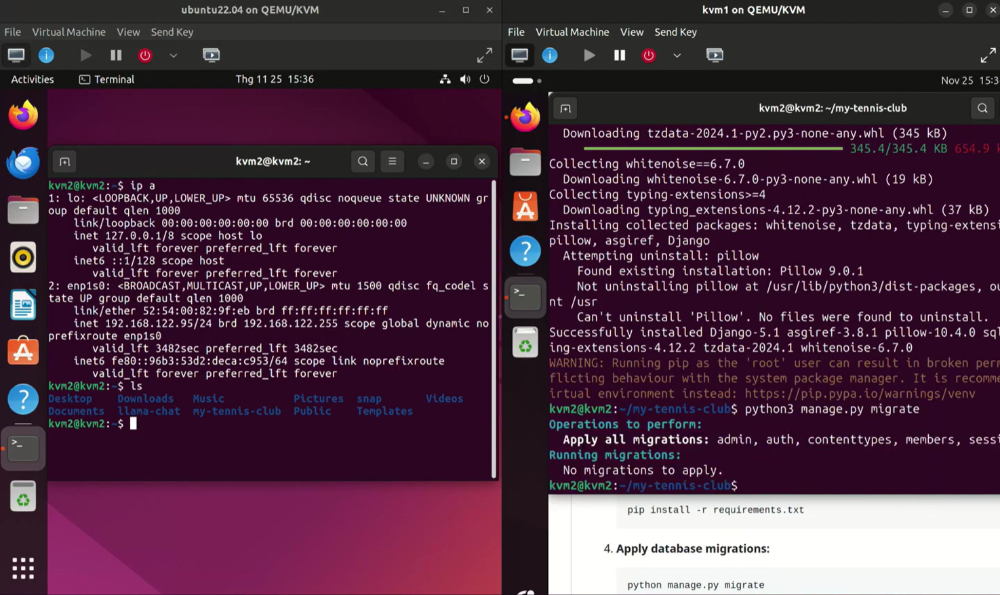 ubuntu22.04 on QEMU/KVM
File Virtual Machine View Send Key
Activities Terminal Thg 11 25 15:36
kvm2@kvm2: ~
kvm2@kvm2:~$ ip a
1: lo: <LOOPBACK,UP,LOWER_UP> mtu 65536 qdisc noqueue state UNKNOWN gr
oup default qlen 1000
link/loopback 00:00:00:00:00:00 brd 00:00:00:00:00:00
inet 127.0.0.1/8 scope host lo
valid_lft forever preferred_lft forever
inet6 ::1/128 scope host
valid_lft forever preferred_lft forever
2: enp1s0: <BROADCAST,MULTICAST,UP,LOWER_UP> mtu 1500 qdisc fq_codel s
tate UP group default qlen 1000
link/ether 52:54:00:82:9f:eb brd ff:ff:ff:ff:ff:ff
inet 192.168.122.95/24 brd 192.168.122.255 scope global dynamic no
prefixroute enp1s0
valid_lft 3482sec preferred_lft 3482sec
inet6 fe80::96b3:53d2:deca:c953/64 scope link noprefixroute
valid_lft forever preferred_lft forever
kvm2@kvm2:~$ ls
Desktop Downloads Music Pictures snap Videos
Documents llama-chat my-tennis-club Public Templates
kvm2@kvm2:~$
kvm1 on QEMU/KVM
File Virtual Machine View Send Key
Nov 25 15:3
kvm2@kvm2: ~/my-tennis-club
Downloading tzdata-2024.1-py2.py3-none-any.whl (345 kB)
345.4/345.4 KB 654.9
Collecting whitenoise==6.7.0
Downloading whitenoise-6.7.0-py3-none-any.whl (19 kB)
Collecting typing-extensions>=4
Downloading typing_extensions-4.12.2-py3-none-any.whl (37 kB)
Installing collected packages: whitenoise, tzdata, typing-extensi
pillow, asgiref, Django
Attempting uninstall: pillow
Found existing installation: Pillow 9.0.1
Not uninstalling pillow at /usr/lib/python3/dist-packages, ou
nt /usr
Can't uninstall 'Pillow'. No files were found to uninstall.
Successfully installed Django-5.1 asgiref-3.8.1 pillow-10.4.0 sql
ing-extensions-4.12.2 tzdata-2024.1 whitenoise-6.7.0
WARNING: Running pip as the 'root' user can result in broken perm
flicting behaviour with the system package manager. It is recomme
irtual environment instead: https://pip.pypa.io/warnings/venv
kvm2@kvm2:~/my-tennis-club$ python3 manage.py migrate
Operations to perform:
Apply all migrations: admin, auth, contenttypes, members, sessi
Running migrations:
No migrations to apply.
kvm2@kvm2:~/my-tennis-club$
pip install -r requirements.txt
4. Apply database migrations:
python manage.py migrate